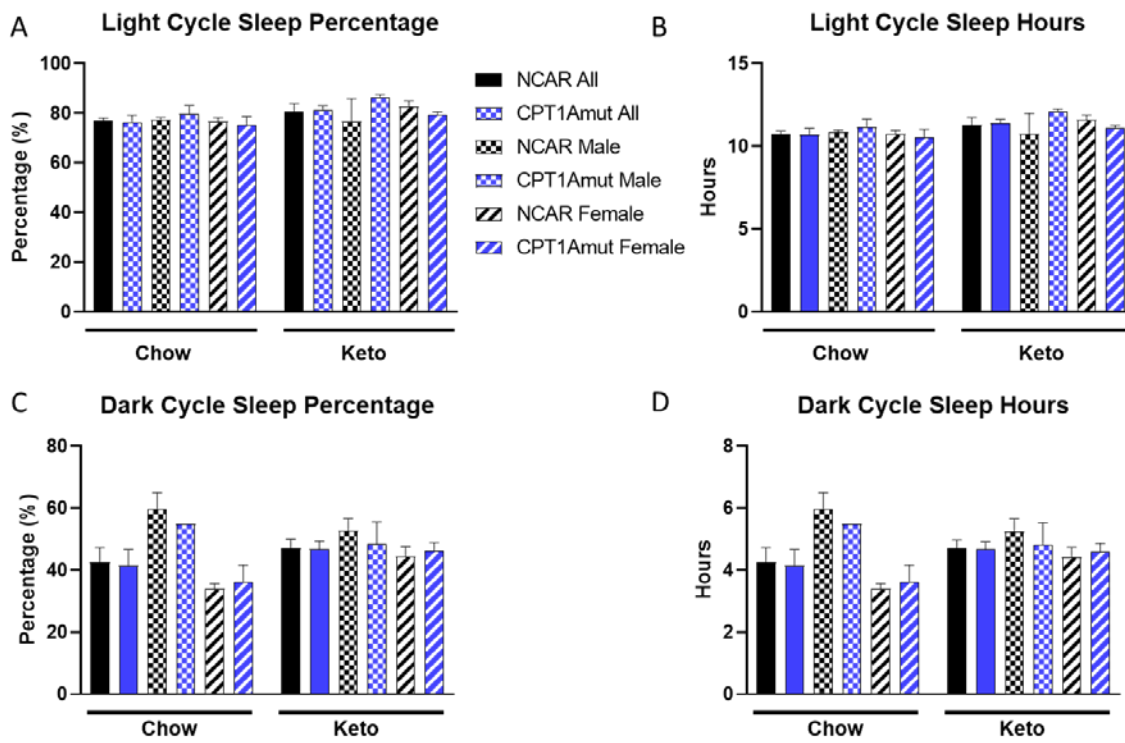 A
Light Cycle Sleep Percentage
Percentage (%)
100
80
60
40
20
0
Chow
Keto
NCAR All
CPT1Amut All
NCAR Male
CPT1Amut Male
NCAR Female
CPT1Amut Female
B
Light Cycle Sleep Hours
Hours
15
10
5
0
Chow
Keto
C
Dark Cycle Sleep Percentage
Percentage (%)
80
60
40
20
0
Chow
Keto
D
Dark Cycle Sleep Hours
Hours
8
6
4
2
0
Chow
Keto